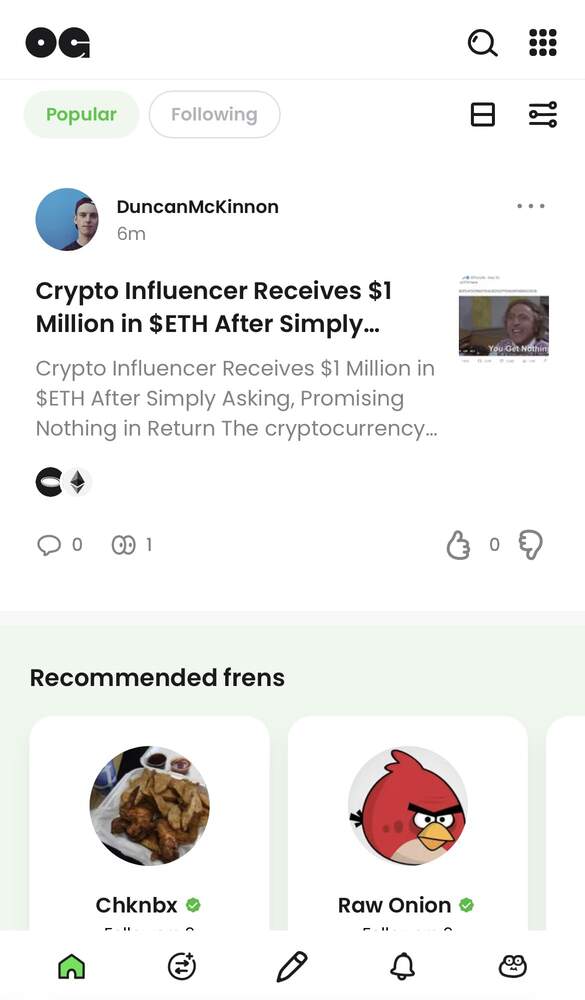 OG
Popular
Following
DuncanMcKinnon
6m
Crypto Influencer Receives $1
Million in $ETH After Simply...
You Get Nothin
Crypto Influencer Receives $1 Million in
$ETH After Simply Asking, Promising
Nothing in Return The cryptocurrency...
0
1
0
Recommended frens
Chknbx
Raw Onion